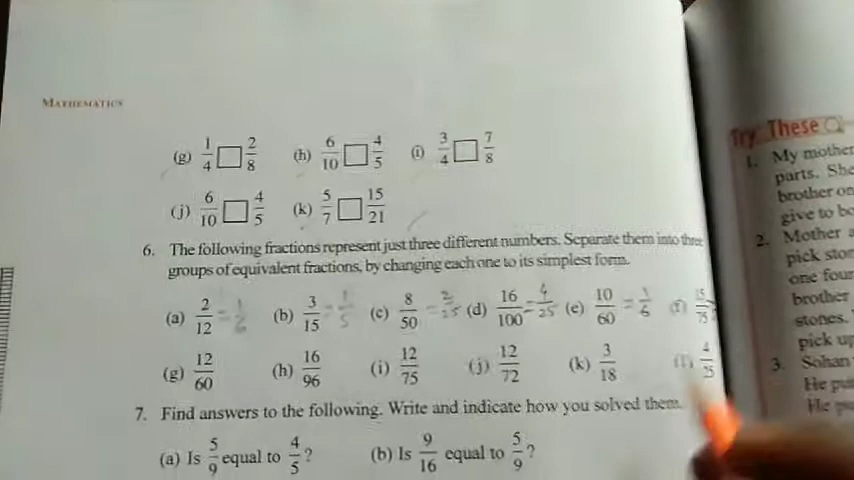 MATHEMATICS
(g) 1/4 □ 2/8 (h) 6/10 □ 4/5 (i) 3/4 □ 7/8
(j) 6/10 □ 4/5 (k) 5/7 □ 15/21
6. The following fractions represent just three different numbers. Separate them into three
groups of equivalent fractions, by changing each one to its simplest form.
(a) 2/12 = 1/6 (b) 3/15 = 1/5 (c) 8/50 = (d) 16/100 = 4/25 (e) 10/60 = 1/6 (f) 15/75
(g) 12/60 (h) 16/96 (i) 12/75 (j) 12/72 (k) 3/18 (l) 4/25
7. Find answers to the following. Write and indicate how you solved them.
(a) Is 5/9 equal to 4/5? (b) Is 9/16 equal to 5/9?
Try These
1. My mother
parts. She
brother on
give to
2. Mother
pick
one four
brother
stones.
pick up
3. Sohan
He
He